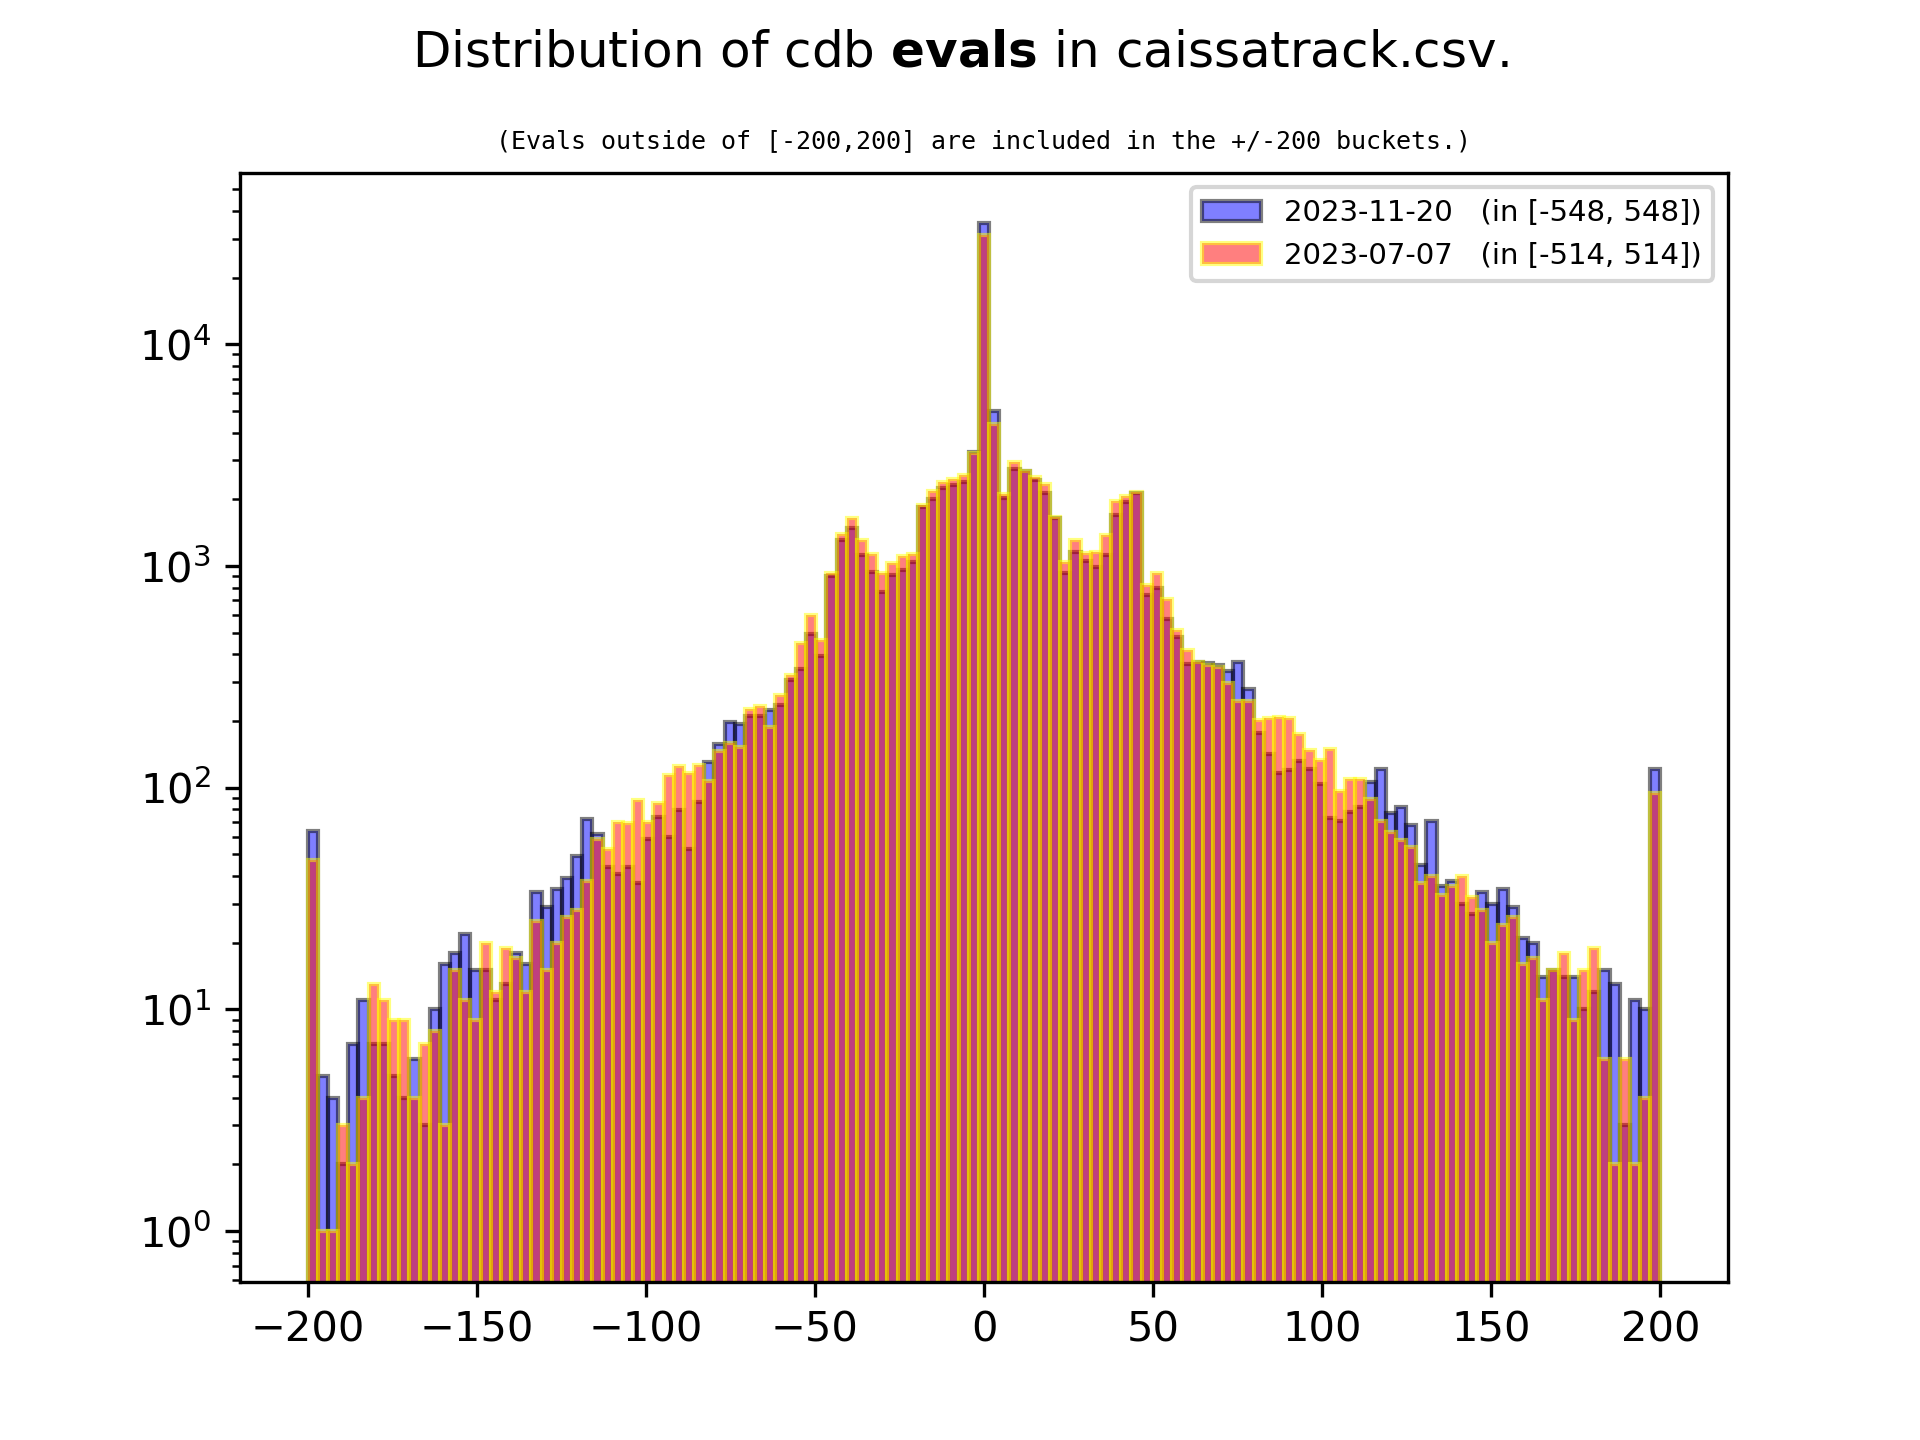 Distribution of cdb evals in caissatrack.csv.
(Evals outside of [-200,200] are included in the +/-200 buckets.)
2023-11-20 (in [-548, 548])
2023-07-07 (in [-514, 514])
10⁴
10³
10²
10¹
10⁰
−200 −150 −100 −50 0 50 100 150 200